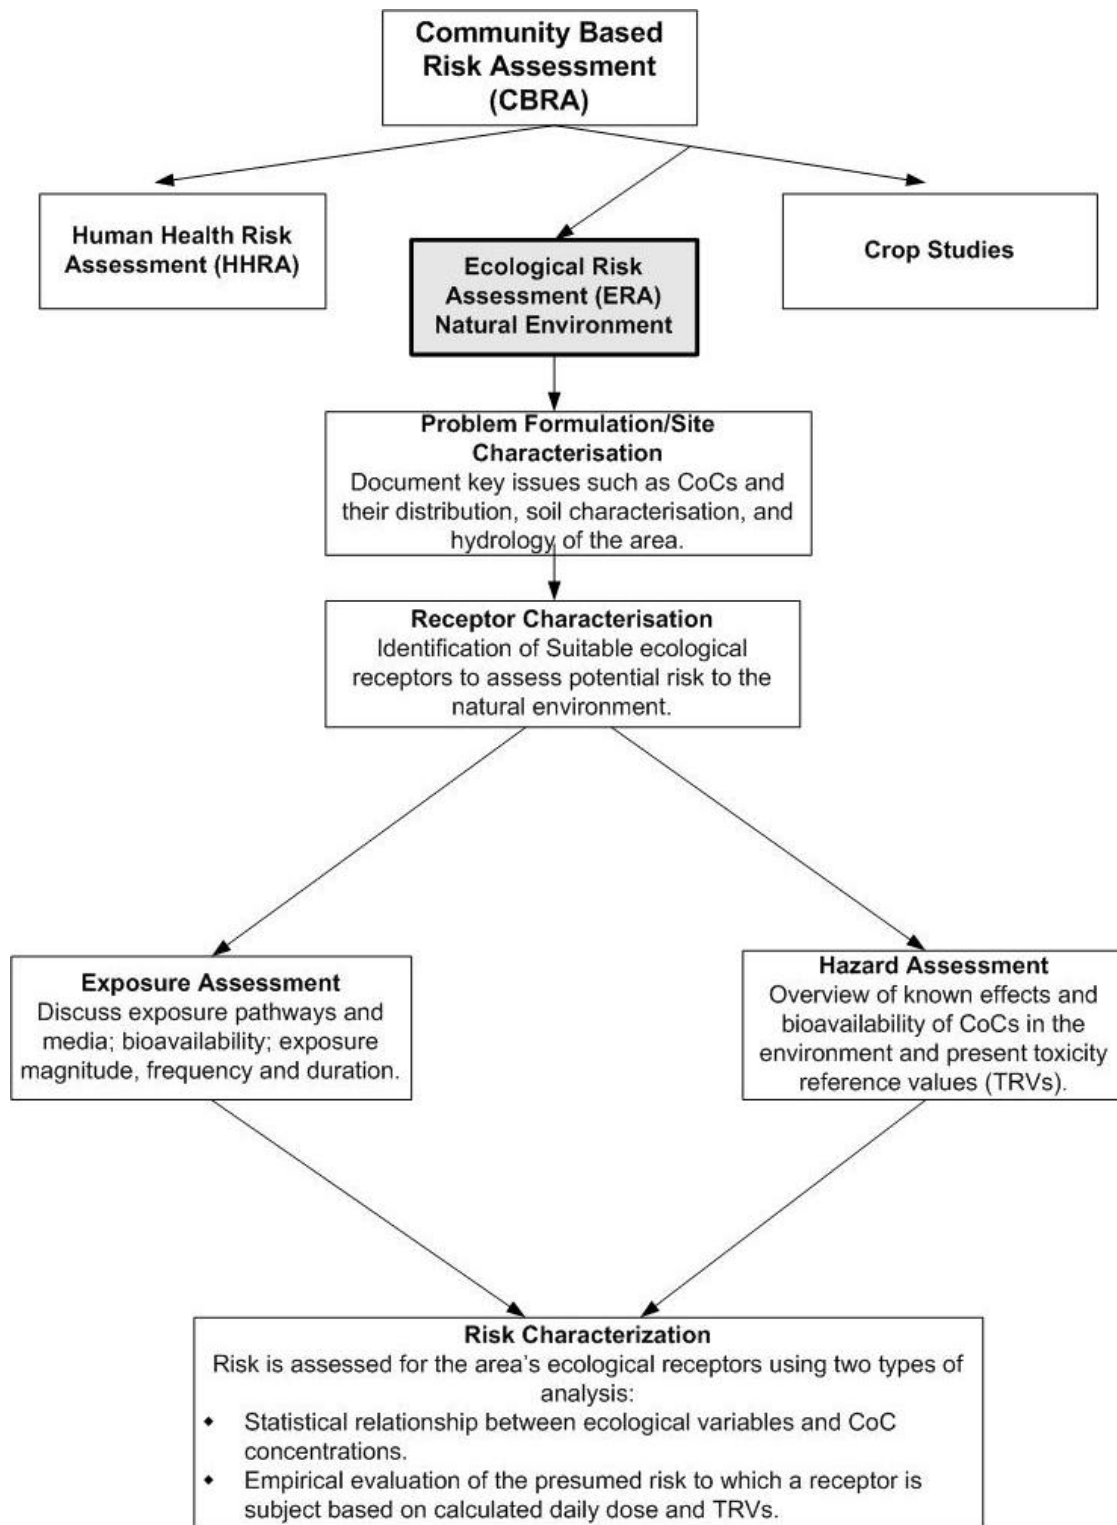 Community Based
Risk Assessment
(CBRA)
Human Health Risk
Assessment (HHRA)
Ecological Risk
Assessment (ERA)
Natural Environment
Crop Studies
Problem Formulation/Site
Characterisation
Document key issues such as CoCs and
their distribution, soil characterisation, and
hydrology of the area.
Receptor Characterisation
Identification of Suitable ecological
receptors to assess potential risk to the
natural environment.
Exposure Assessment
Discuss exposure pathways and
media; bioavailability; exposure
magnitude, frequency and duration.
Hazard Assessment
Overview of known effects and
bioavailability of CoCs in the
environment and present toxicity
reference values (TRVs).
Risk Characterization
Risk is assessed for the area's ecological receptors using two types of
analysis:
◆ Statistical relationship between ecological variables and CoC
concentrations.
◆ Empirical evaluation of the presumed risk to which a receptor is
subject based on calculated daily dose and TRVs.